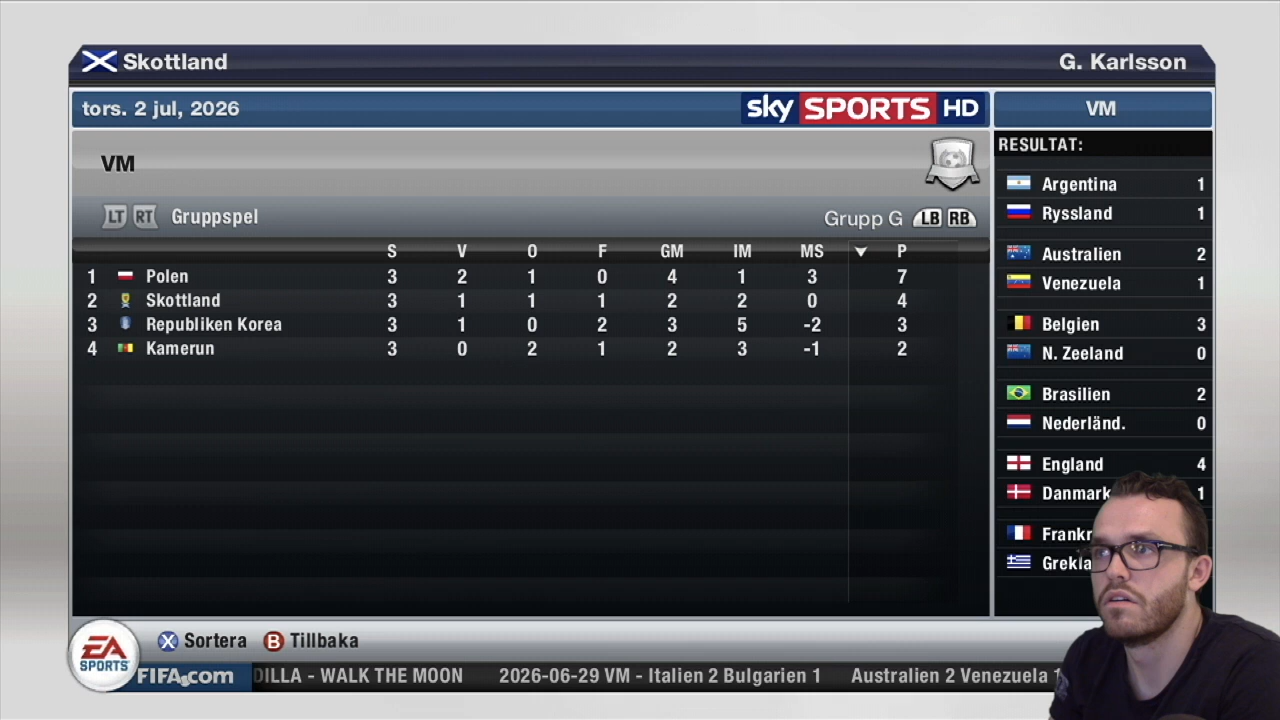 Skottland
G. Karlsson
tors. 2 jul, 2026
sky SPORTS HD
VM
VM
LT RT Gruppspel
Grupp G LB RB
S V O F GM IM MS P
1 Polen 3 2 1 0 4 1 3 7
2 Skottland 3 1 1 1 2 2 0 4
3 Republiken Korea 3 1 0 2 3 5 -2 3
4 Kamerun 3 0 2 1 2 3 -1 2
RESULTAT:
Argentina 1
Ryssland 1
Australien 2
Venezuela 1
Belgien 3
N. Zeeland 0
Brasilien 2
Nederländ. 0
England 4
Danmark 1
Frankr
Grekla
X Sortera B Tillbaka
EA SPORTS
FIFA.com
DILLA - WALK THE MOON 2026-06-29 VM - Italien 2 Bulgarien 1 Australien 2 Venezuela 1